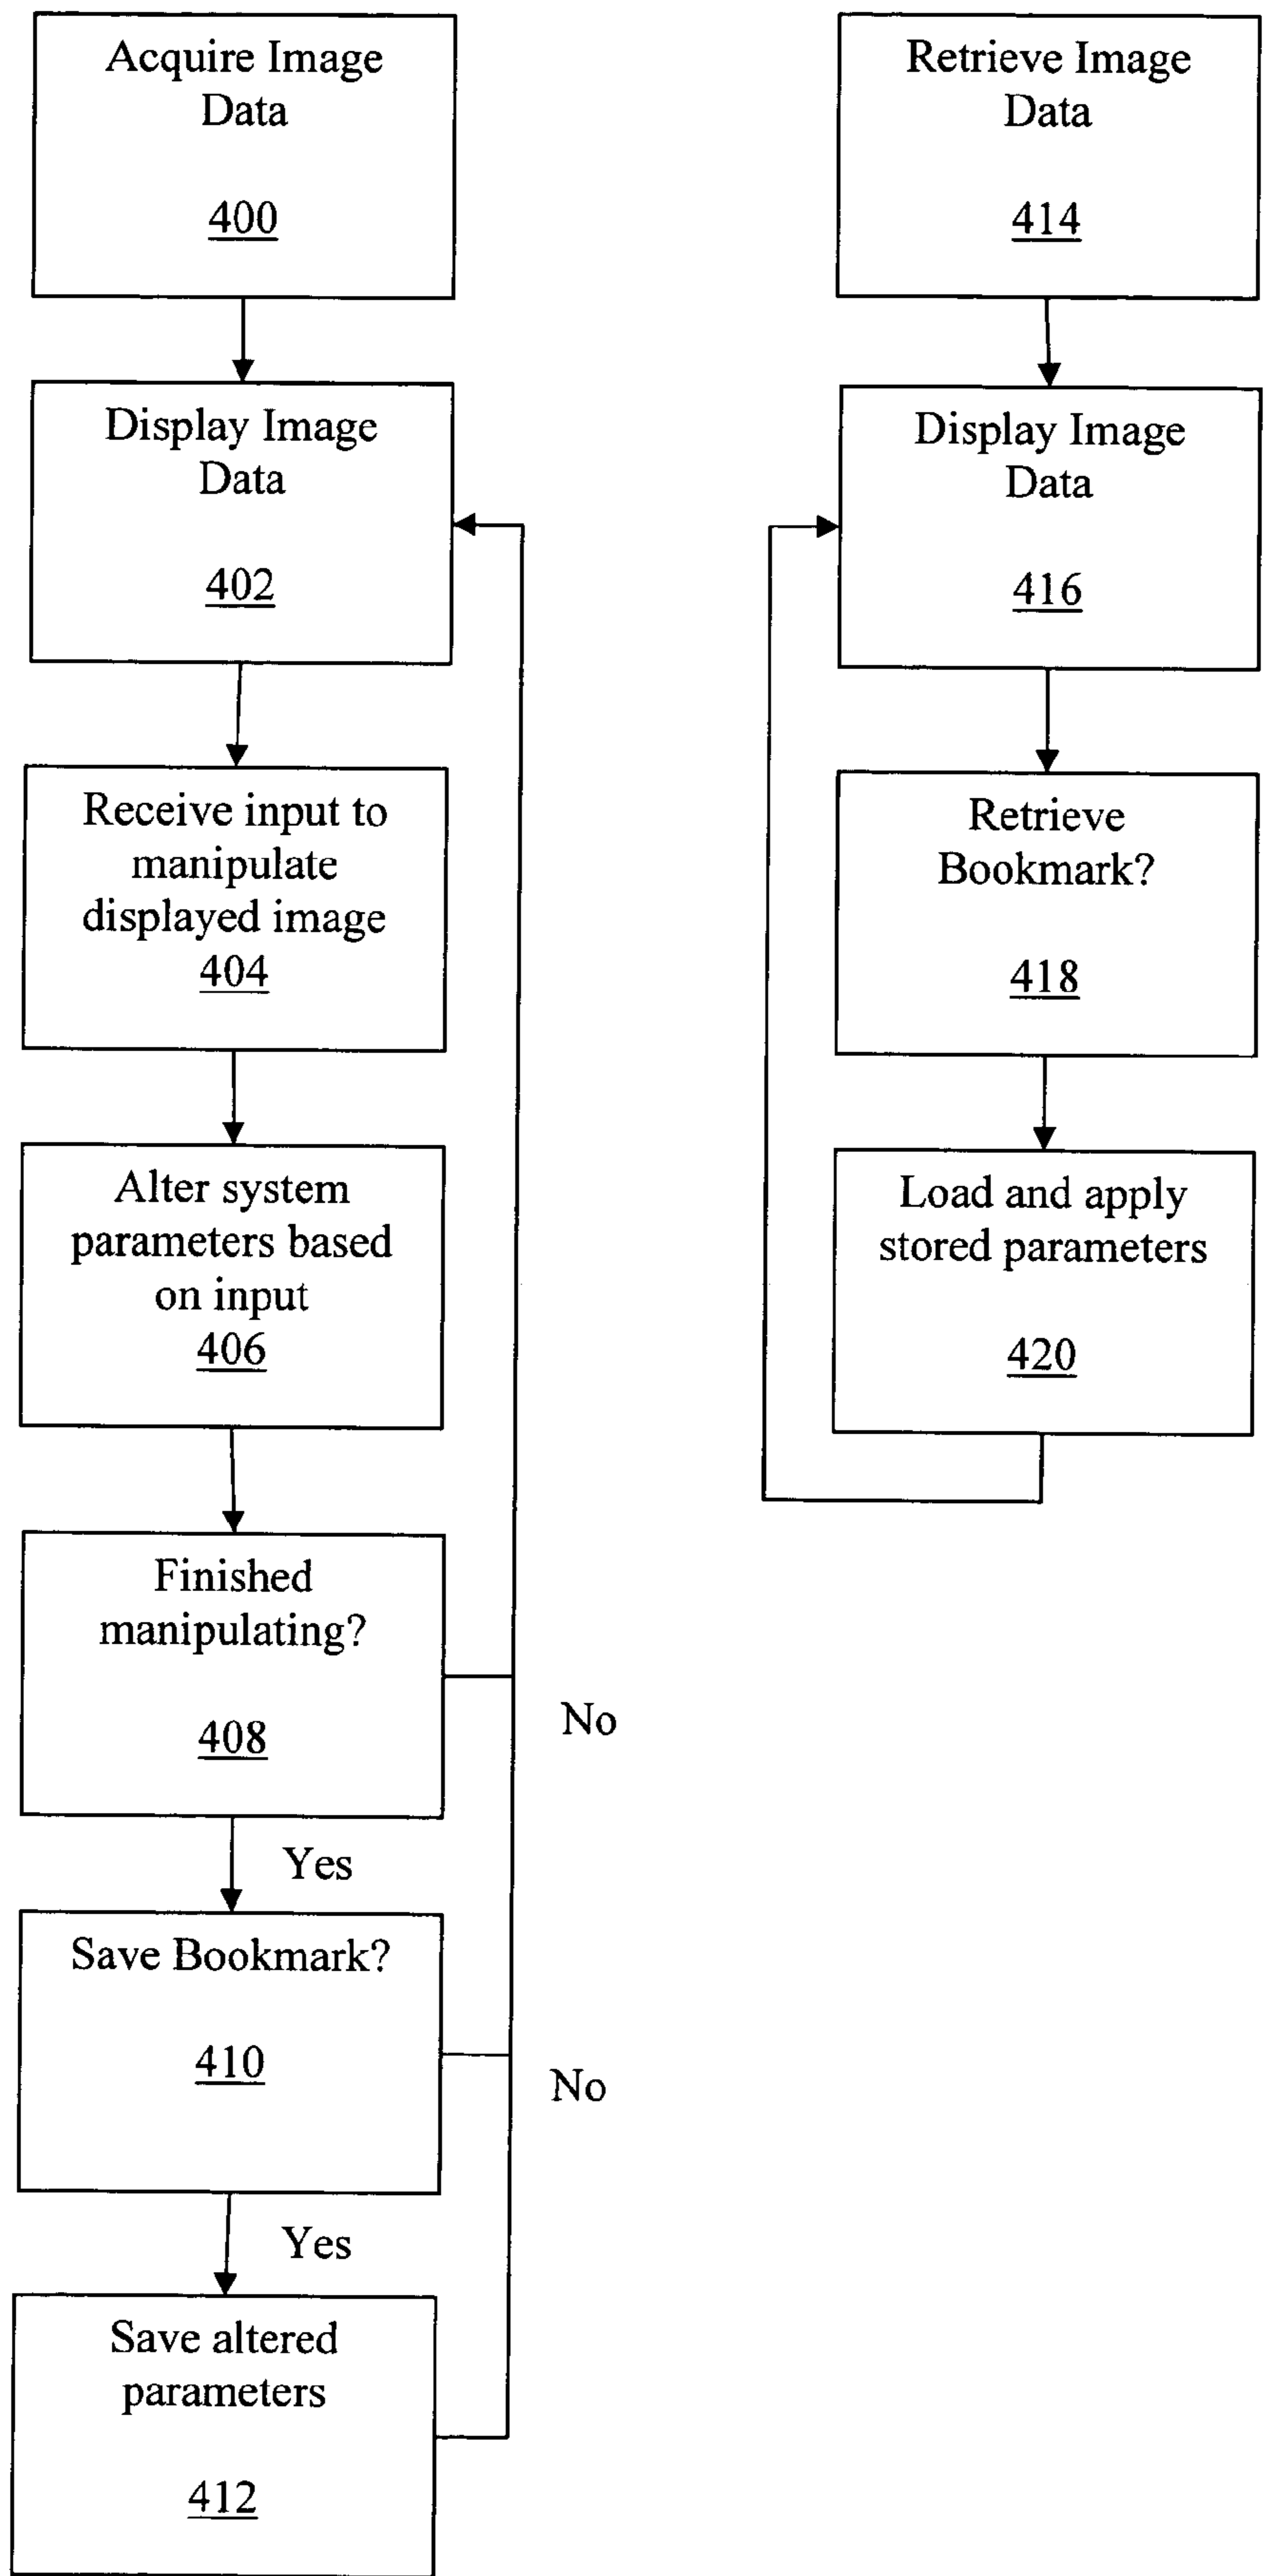 Acquire Image
Data
400
Display Image
Data
402
Receive input to
manipulate
displayed image
404
Alter system
parameters based
on input
406
Finished
manipulating?
408
No
Yes
Save Bookmark?
410
No
Yes
Save altered
parameters
412
Retrieve Image
Data
414
Display Image
Data
416
Retrieve
Bookmark?
418
Load and apply
stored parameters
420